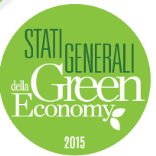 STATI
GENERALI
della Green
Economy
2015